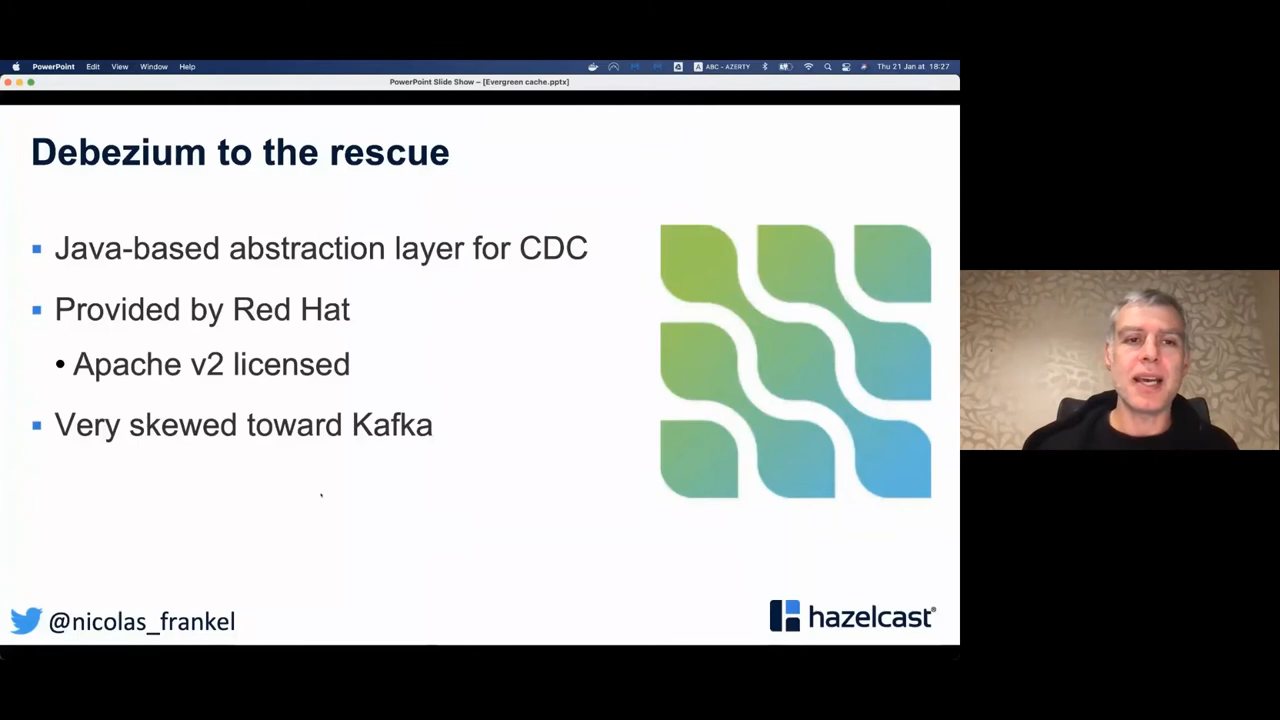 PowerPoint Edit View Window Help ABC - AZERTY Thu 21 Jan at 18:27
PowerPoint Slide Show – [Evergreen cache.pptx]
Debezium to the rescue
Java-based abstraction layer for CDC
Provided by Red Hat
Apache v2 licensed
Very skewed toward Kafka
@nicolas_frankel
hazelcast®